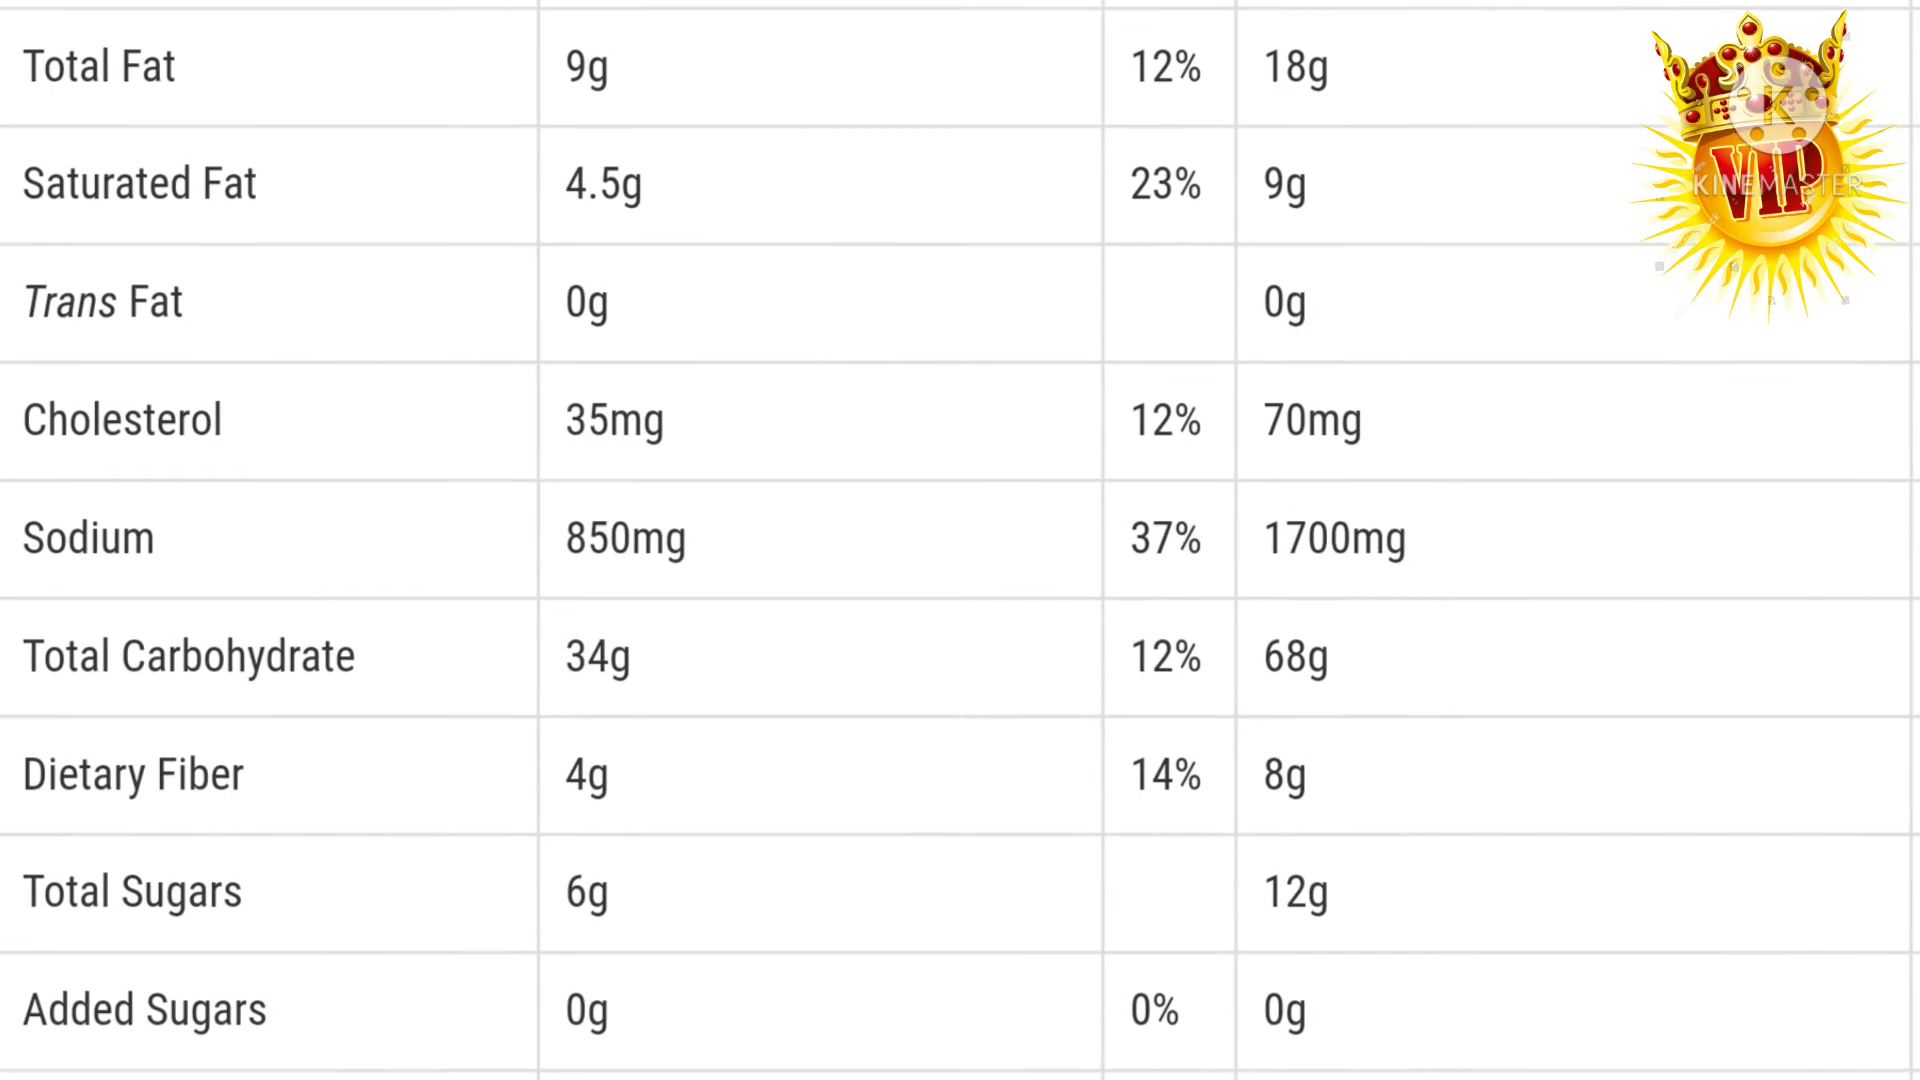 Total Fat 9g 12% 18g
Saturated Fat 4.5g 23% 9g
Trans Fat 0g 0g
Cholesterol 35mg 12% 70mg
Sodium 850mg 37% 1700mg
Total Carbohydrate 34g 12% 68g
Dietary Fiber 4g 14% 8g
Total Sugars 6g 12g
Added Sugars 0g 0% 0g
K
VIP
KINEMASTER